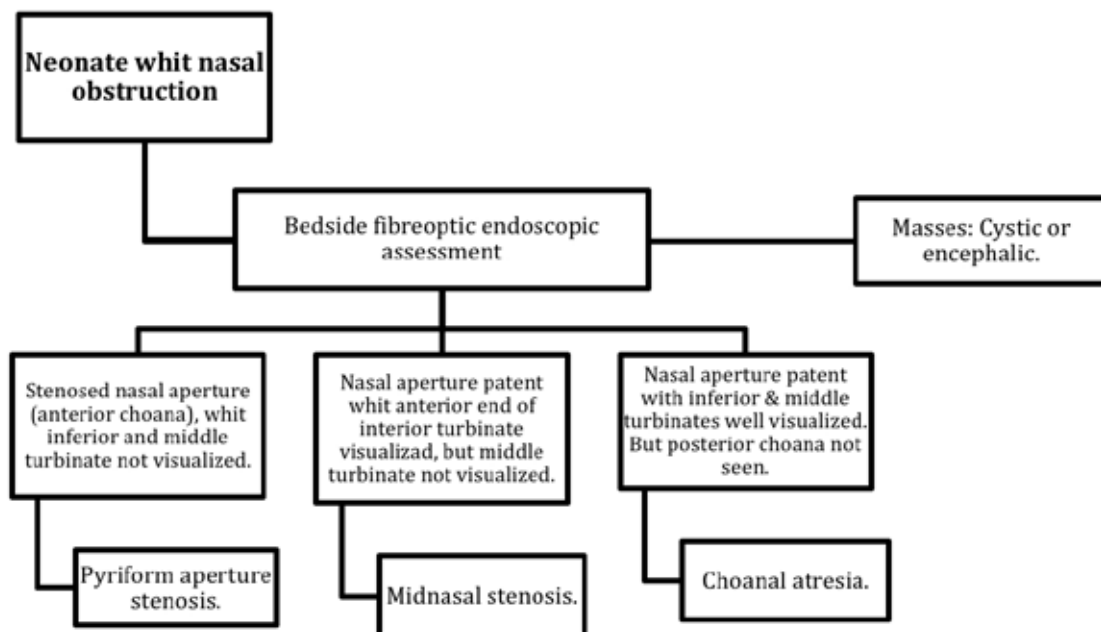 Neonate whit nasal
obstruction
Bedside fibreoptic endoscopic
assessment
Masses: Cystic or
encephalic.
Stenosed nasal aperture
(anterior choana), whit
inferior and middle
turbinate not visualized.
Nasal aperture patent
whit anterior end of
interior turbinate
visualizad, but middle
turbinate not visualized.
Nasal aperture patent
with inferior & middle
turbinates well visualized.
But posterior choana not
seen.
Pyriform aperture
stenosis.
Midnasal stenosis.
Choanal atresia.